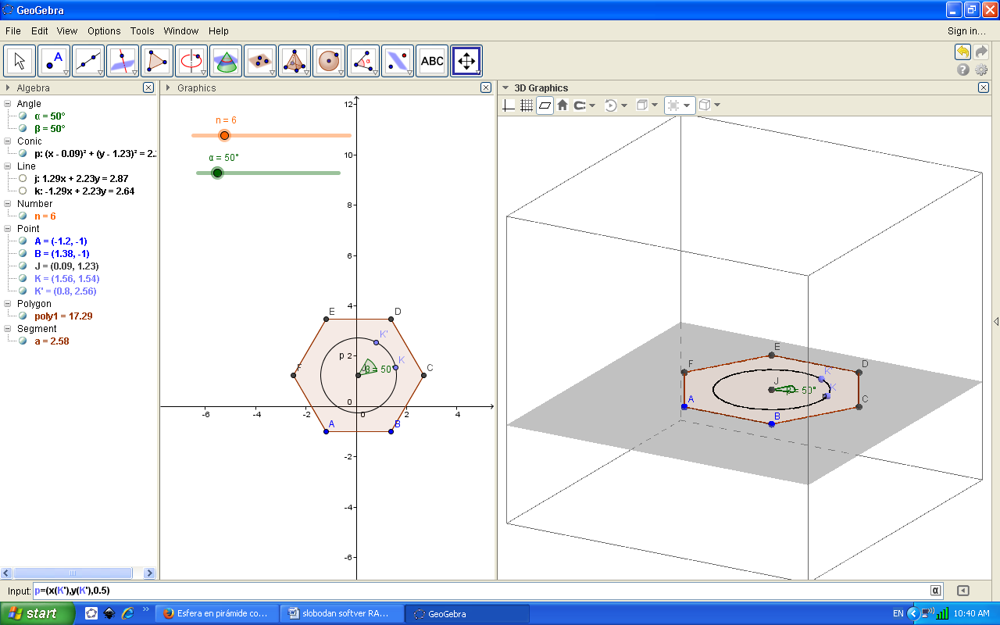 GeoGebra
File Edit View Options Tools Window Help
Sign in...
ABC
Algebra
Graphics
3D Graphics
Angle
α = 50°
β = 50°
Conic
p: (x - 0.09)² + (y - 1.23)² = 2.
Line
j: 1.29x + 2.23y = 2.87
k: -1.29x + 2.23y = 2.64
Number
n = 6
Point
A = (-1.2, -1)
B = (1.38, -1)
J = (0.09, 1.23)
K = (1.56, 1.54)
K' = (0.8, 2.56)
Polygon
poly1 = 17.29
Segment
a = 2.58
n = 6
α = 50°
12
10
8
6
4
E D
K'
p 2
K
F β = 50° C
0
-6 -4 -2 0 2 4
A B
-2
-4
-6
E
F D
K'
J K
β = 50°
p
A C
B
Input: p=(x(K'),y(K'),0.5)
α
start
Esfera en pirámide co...
slobodan softver RA...
GeoGebra
EN
10:40 AM